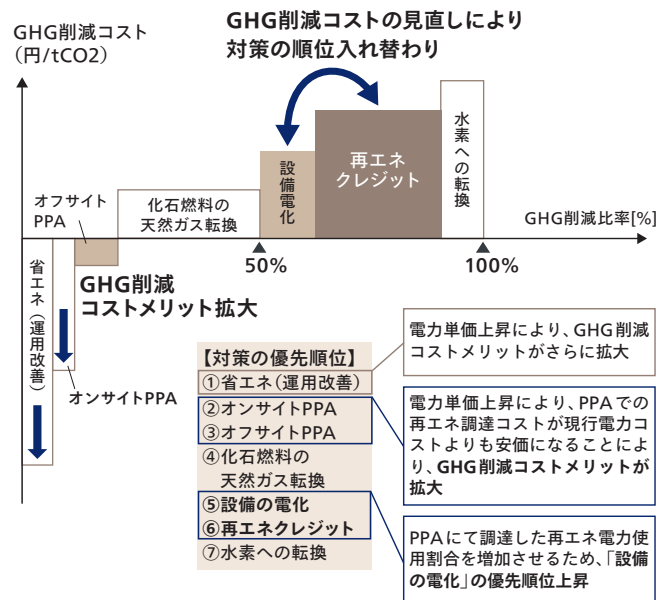 GHG削減コスト
（円/tCO2）
GHG削減コストの見直しにより
対策の順位入れ替わり
オフサイト
PPA
化石燃料の
天然ガス転換
設備電化
再エネ
クレジット
水素への転換
GHG削減比率[%]
50%
100%
省エネ（運用改善）
GHG削減
コストメリット拡大
オンサイトPPA
【対策の優先順位】
①省エネ（運用改善）
②オンサイトPPA
③オフサイトPPA
④化石燃料の
天然ガス転換
⑤設備の電化
⑥再エネクレジット
⑦水素への転換
電力単価上昇により、GHG削減
コストメリットがさらに拡大
電力単価上昇により、PPAでの
再エネ調達コストが現行電力コ
ストよりも安価になることによ
り、GHG削減コストメリットが
拡大
PPAにて調達した再エネ電力使
用割合を増加させるため、「設備
の電化」の優先順位上昇